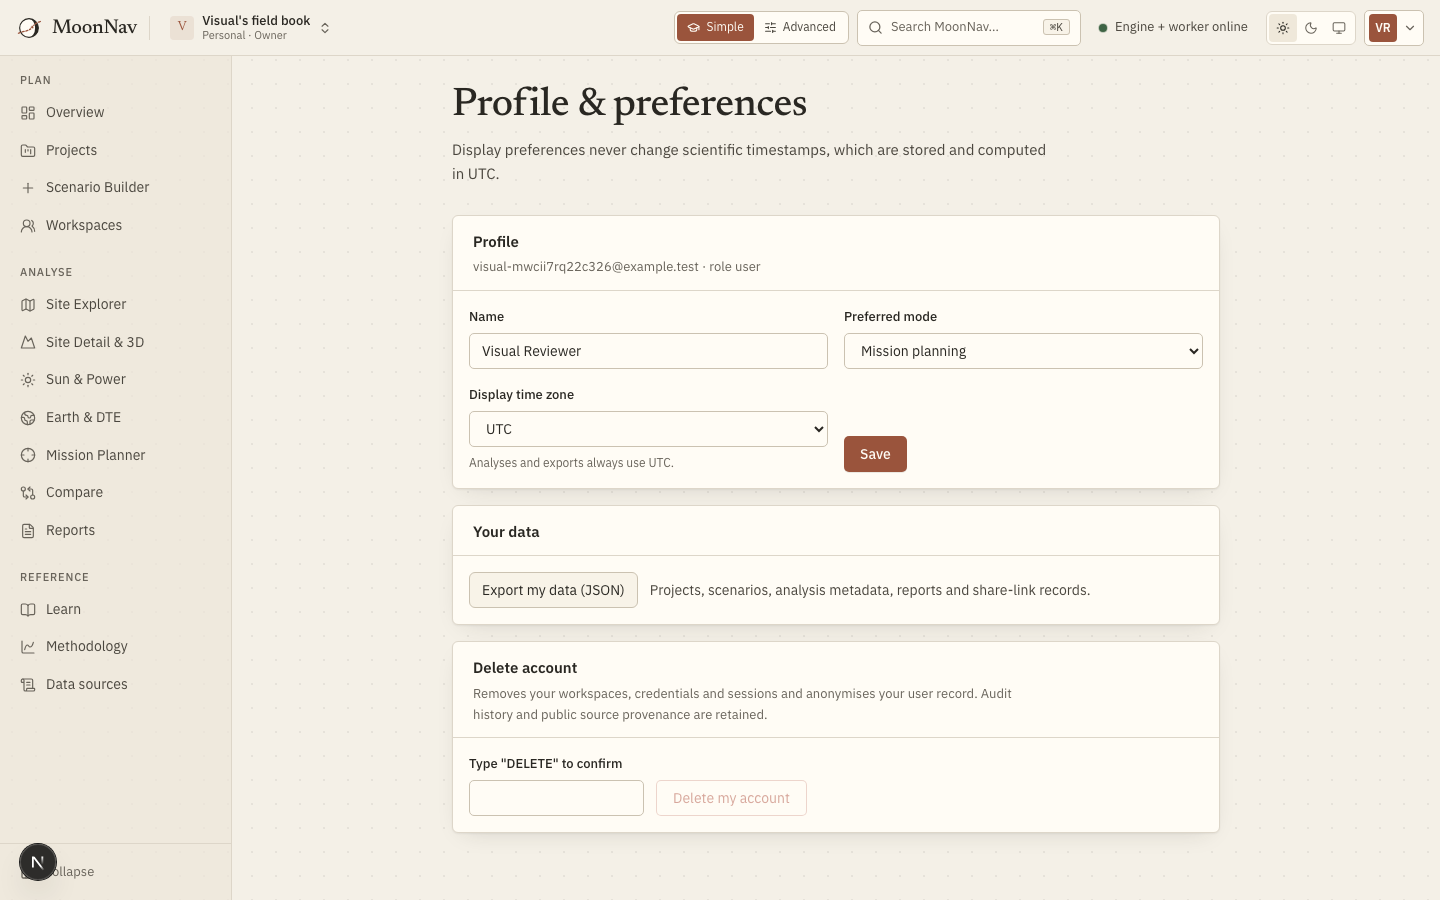 MoonNav
V
Visual's field book
Personal · Owner
Simple
Advanced
Search MoonNav...
⌘K
Engine + worker online
VR
PLAN
Overview
Projects
Scenario Builder
Workspaces
ANALYSE
Site Explorer
Site Detail & 3D
Sun & Power
Earth & DTE
Mission Planner
Compare
Reports
REFERENCE
Learn
Methodology
Data sources
N
ollapse
Profile & preferences
Display preferences never change scientific timestamps, which are stored and computed
in UTC.
Profile
visual-mwcii7rq22c326@example.test · role user
Name
Preferred mode
Visual Reviewer
Mission planning
Display time zone
UTC
Analyses and exports always use UTC.
Save
Your data
Export my data (JSON)
Projects, scenarios, analysis metadata, reports and share-link records.
Delete account
Removes your workspaces, credentials and sessions and anonymises your user record. Audit
history and public source provenance are retained.
Type "DELETE" to confirm
Delete my account